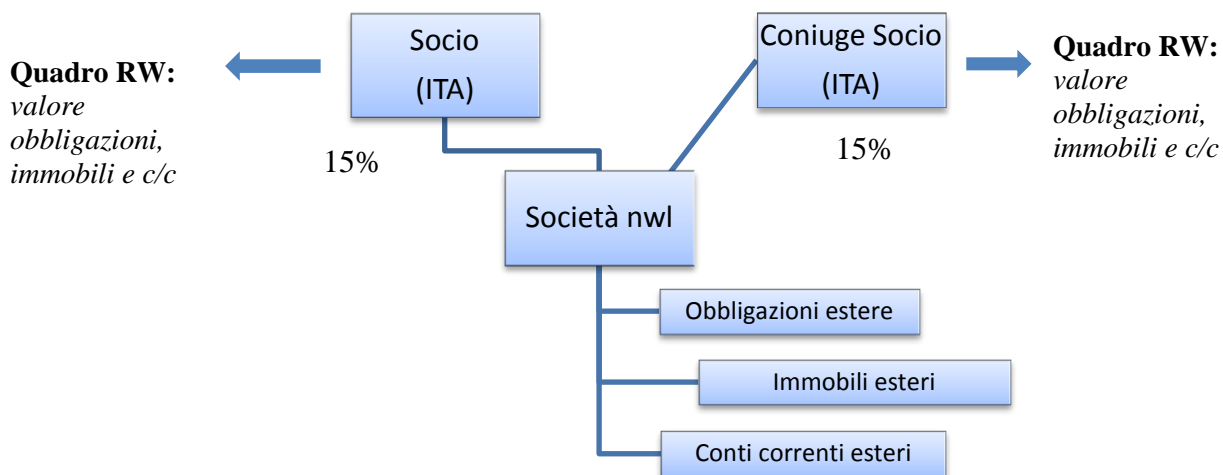 Quadro RW:
valore
obbligazioni,
immobili e c/c
Socio
(ITA)
15%
Coniuge Socio
(ITA)
15%
Quadro RW:
valore
obbligazioni,
immobili e c/c
Società nwl
Obbligazioni estere
Immobili esteri
Conti correnti esteri